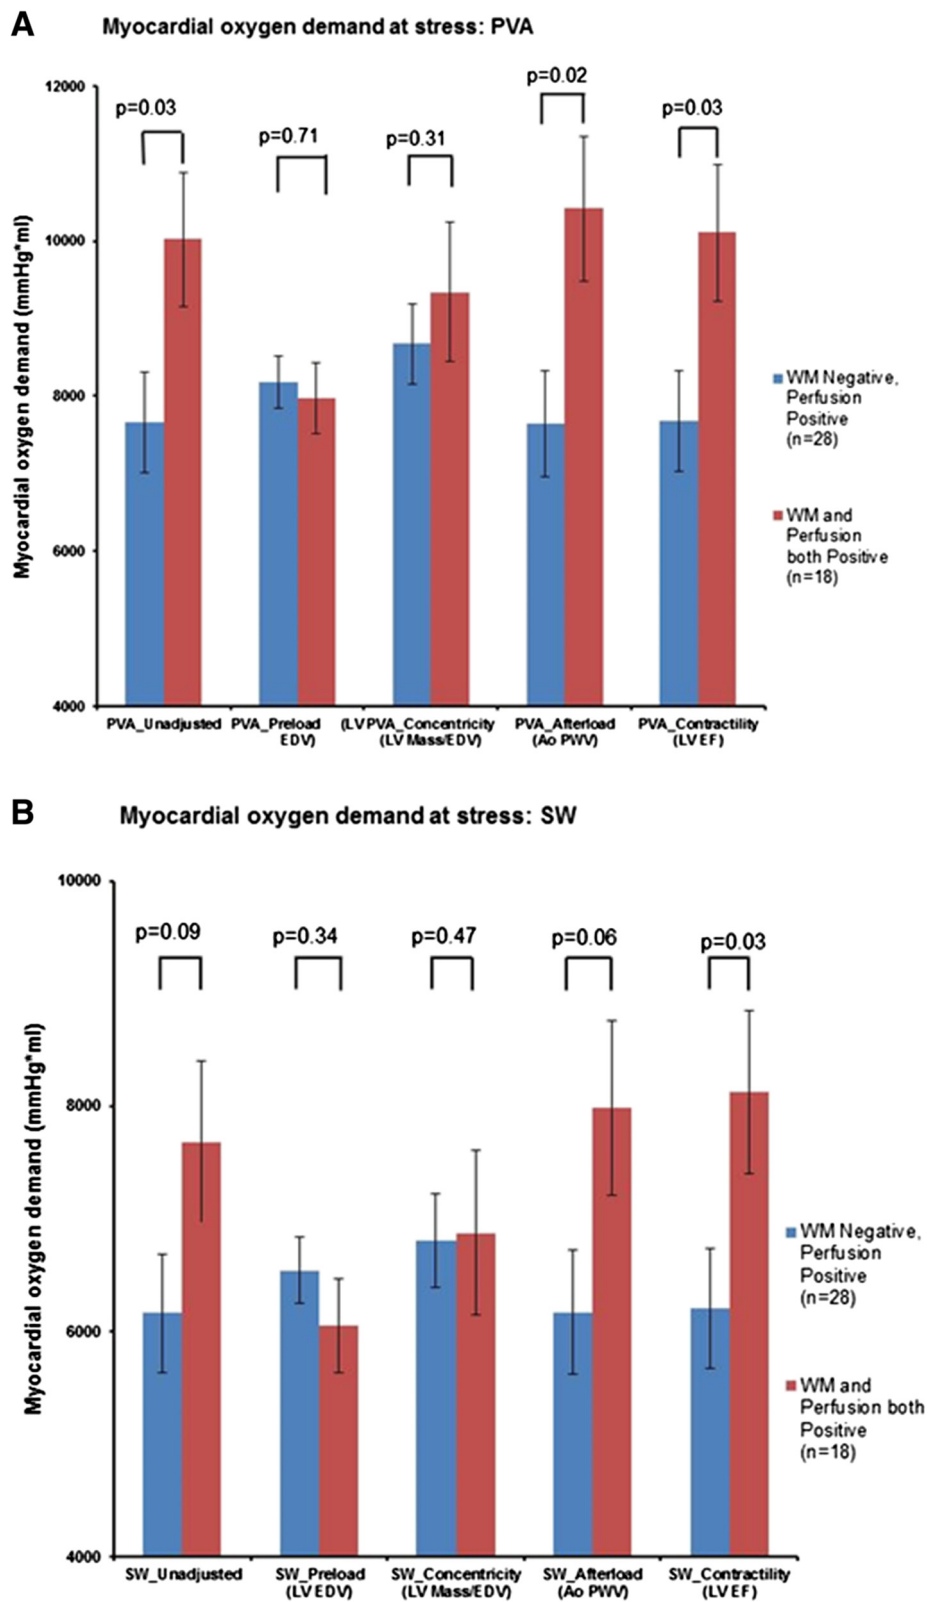 A
Myocardial oxygen demand at stress: PVA
Myocardial oxygen demand (mmHg*ml)
12000
10000
8000
6000
4000
p=0.03
p=0.71
p=0.31
p=0.02
p=0.03
PVA_Unadjusted PVA_Preload (LV PVA_Concentricity PVA_Afterload PVA_Contractility
EDV) (LV Mass/EDV) (Ao PWV) (LV EF)
WM Negative,
Perfusion
Positive
(n=28)
WM and
Perfusion
both Positive
(n=18)
B
Myocardial oxygen demand at stress: SW
Myocardial oxygen demand (mmHg*ml)
10000
8000
6000
4000
p=0.09
p=0.34
p=0.47
p=0.06
p=0.03
SW_Unadjusted SW_Preload SW_Concentricity SW_Afterload SW_Contractility
(LV EDV) (LV Mass/EDV) (Ao PWV) (LV EF)
WM Negative,
Perfusion
Positive
(n=28)
WM and
Perfusion both
Positive
(n=18)